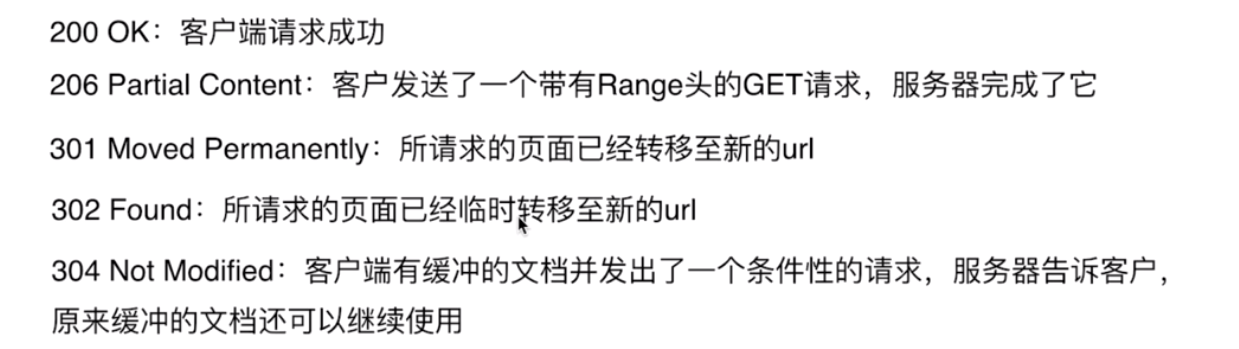 200 OK：客户端请求成功
206 Partial Content：客户发送了一个带有Range头的GET请求，服务器完成了它
301 Moved Permanently：所请求的页面已经转移至新的url
302 Found：所请求的页面已经临时转移至新的url
304 Not Modified：客户端有缓冲的文档并发出了一个条件性的请求，服务器告诉客户，
原来缓冲的文档还可以继续使用